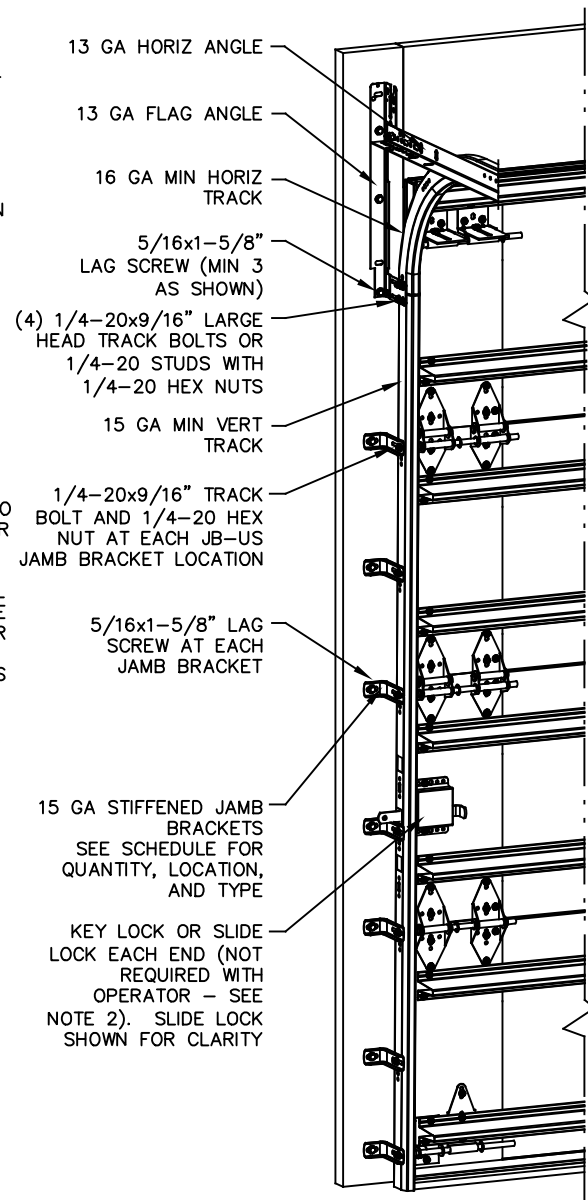 13 GA HORIZ ANGLE
13 GA FLAG ANGLE
16 GA MIN HORIZ
TRACK
N
5/16x1-5/8"
LAG SCREW (MIN 3
AS SHOWN)
(4) 1/4-20x9/16" LARGE
HEAD TRACK BOLTS OR
1/4-20 STUDS WITH
1/4-20 HEX NUTS
15 GA MIN VERT
TRACK
1/4-20x9/16" TRACK
BOLT AND 1/4-20 HEX
NUT AT EACH JB-US
JAMB BRACKET LOCATION
O
R
E
R
S
5/16x1-5/8" LAG
SCREW AT EACH
JAMB BRACKET
15 GA STIFFENED JAMB
BRACKETS
SEE SCHEDULE FOR
QUANTITY, LOCATION,
AND TYPE
KEY LOCK OR SLIDE
LOCK EACH END (NOT
REQUIRED WITH
OPERATOR – SEE
NOTE 2).  SLIDE LOCK
SHOWN FOR CLARITY